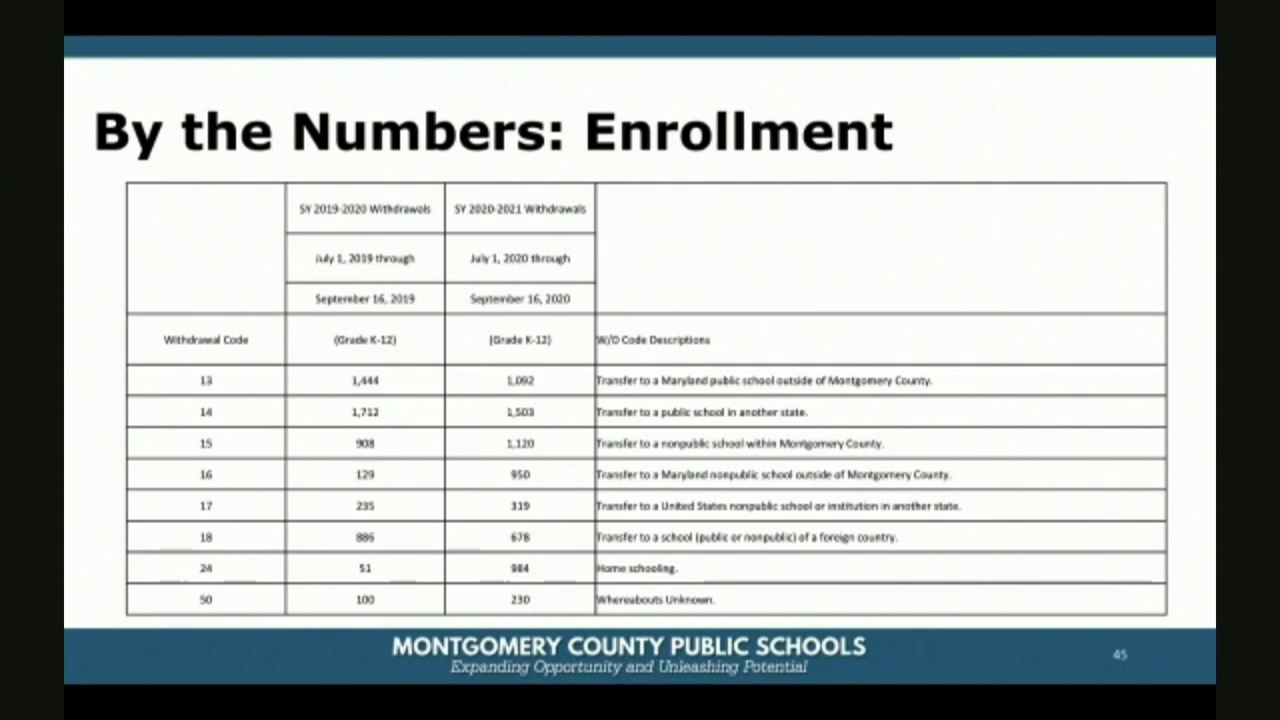 By the Numbers: Enrollment
SY 2019-2020 Withdrawals SY 2020-2021 Withdrawals
July 1, 2019 through July 1, 2020 through
September 16, 2019 September 16, 2020
Withdrawal Code (Grade K-12) (Grade K-12) W/D Code Descriptions
13 1,444 1,092 Transfer to a Maryland public school outside of Montgomery County.
14 1,712 1,503 Transfer to a public school in another state.
15 908 1,120 Transfer to a nonpublic school within Montgomery County.
16 129 950 Transfer to a Maryland nonpublic school outside of Montgomery County.
17 235 319 Transfer to a United States nonpublic school or institution in another state.
18 886 678 Transfer to a school (public or nonpublic) of a foreign country.
24 51 984 Home schooling.
50 100 230 Whereabouts Unknown.
MONTGOMERY COUNTY PUBLIC SCHOOLS
Expanding Opportunity and Unleashing Potential
45